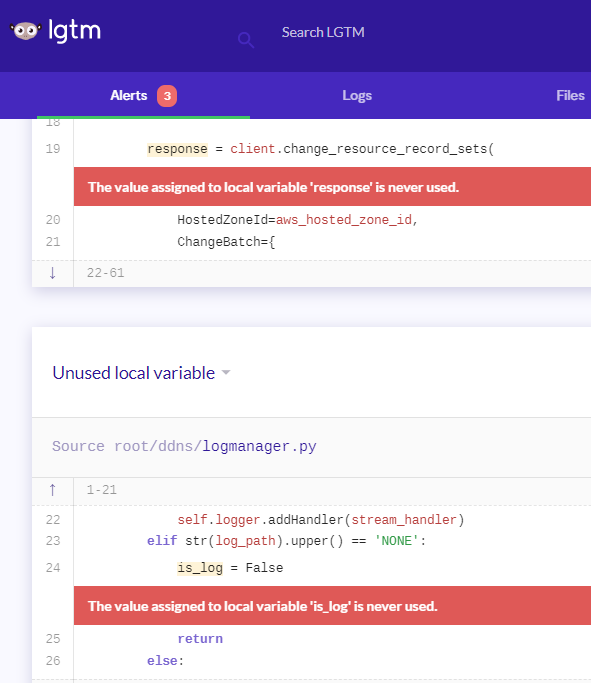 lgtm
Search LGTM
Alerts 3 Logs Files
18
19 response = client.change_resource_record_sets(
The value assigned to local variable 'response' is never used.
20 HostedZoneId=aws_hosted_zone_id,
21 ChangeBatch={
↓ 22-61
Unused local variable
Source root/ddns/logmanager.py
↑ 1-21
22 self.logger.addHandler(stream_handler)
23 elif str(log_path).upper() == 'NONE':
24 is_log = False
The value assigned to local variable 'is_log' is never used.
25 return
26 else: